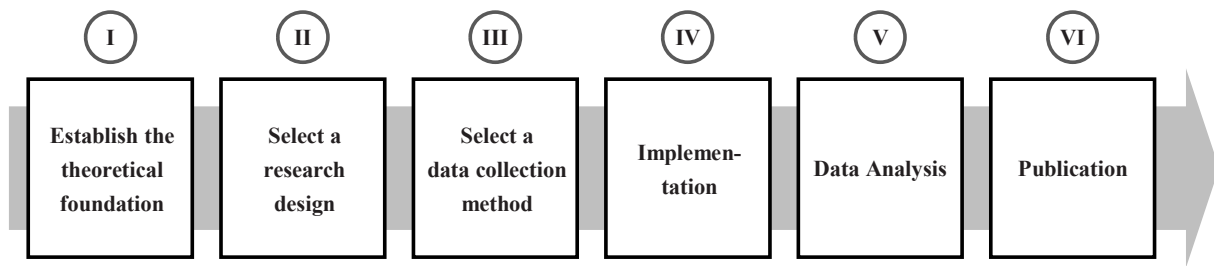 I
II
III
IV
V
VI
Establish the
theoretical
foundation
Select a
research
design
Select a
data collection
method
Implemen-
tation
Data Analysis
Publication